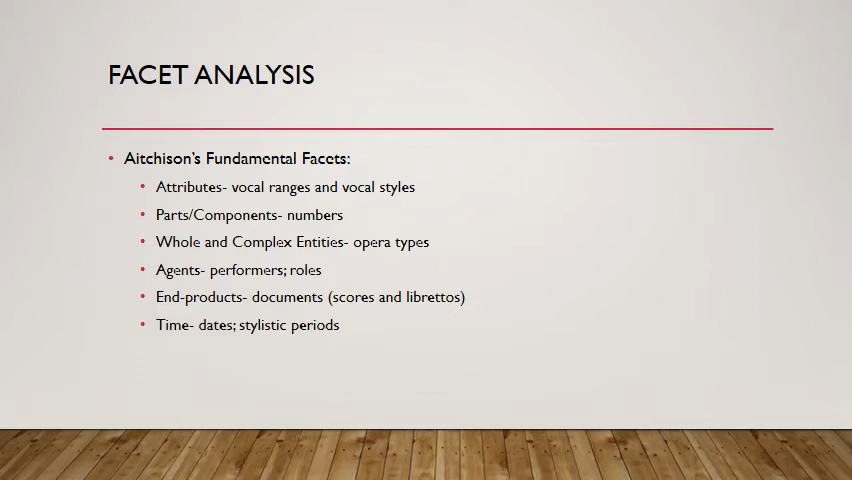 FACET ANALYSIS
• Aitchison's Fundamental Facets:
• Attributes- vocal ranges and vocal styles
• Parts/Components- numbers
• Whole and Complex Entities- opera types
• Agents- performers; roles
• End-products- documents (scores and librettos)
• Time- dates; stylistic periods